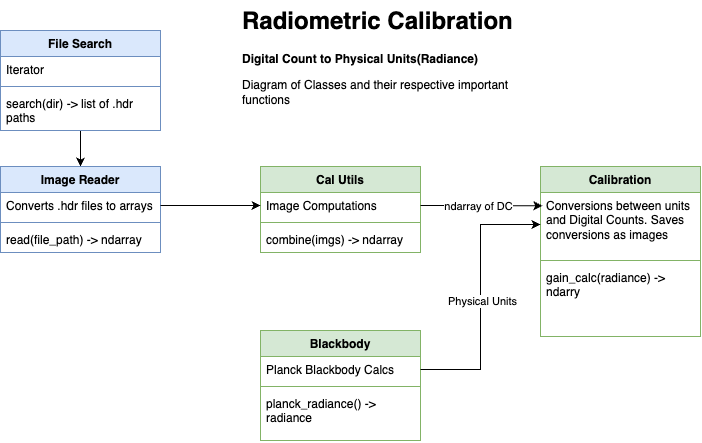 Radiometric Calibration
Digital Count to Physical Units(Radiance)
Diagram of Classes and their respective important
functions
File Search
Iterator
search(dir) -> list of .hdr
paths
Image Reader
Converts .hdr files to arrays
read(file_path) -> ndarray
Cal Utils
Image Computations
combine(imgs) -> ndarray
ndarray of DC
Calibration
Conversions between units
and Digital Counts. Saves
conversions as images
gain_calc(radiance) ->
ndarry
Physical Units
Blackbody
Planck Blackbody Calcs
planck_radiance() ->
radiance